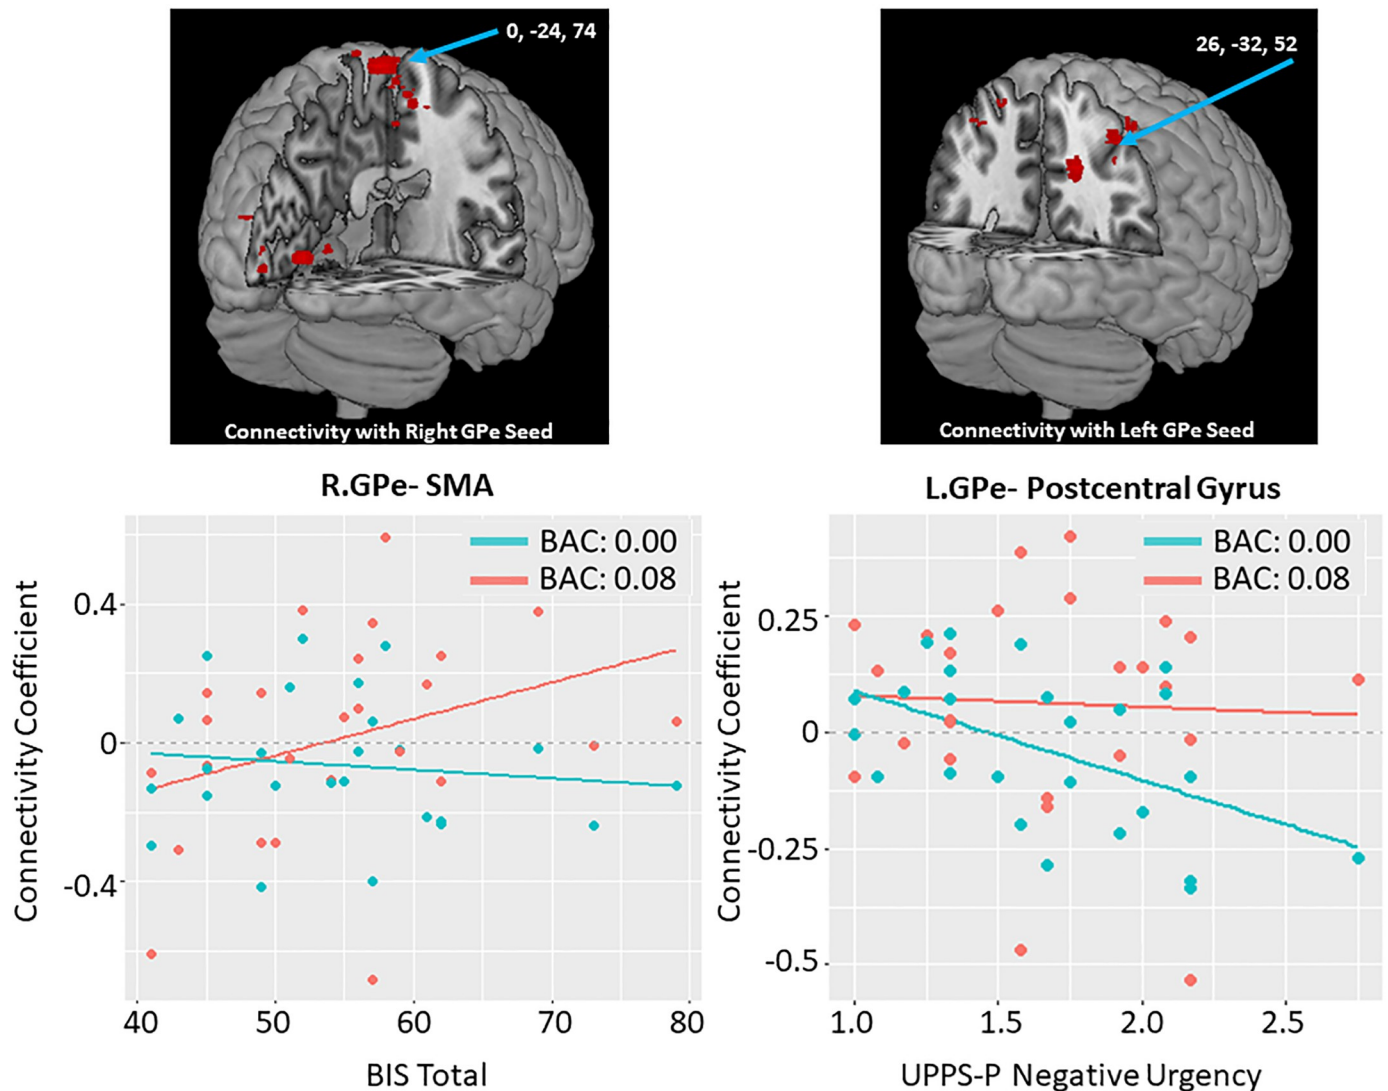 0, -24, 74
Connectivity with Right GPe Seed
26, -32, 52
Connectivity with Left GPe Seed
R.GPe- SMA
BAC: 0.00
BAC: 0.08
Connectivity Coefficient
0.4
0
-0.4
40 50 60 70 80
BIS Total
L.GPe- Postcentral Gyrus
BAC: 0.00
BAC: 0.08
Connectivity Coefficient
0.25
0
-0.25
-0.5
1.0 1.5 2.0 2.5
UPPS-P Negative Urgency